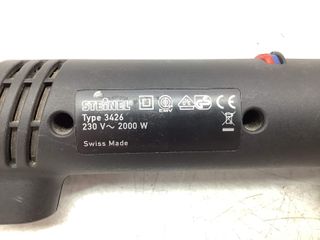 STEINEL
Type 3426
230 V~ 2000 W
Swiss Made